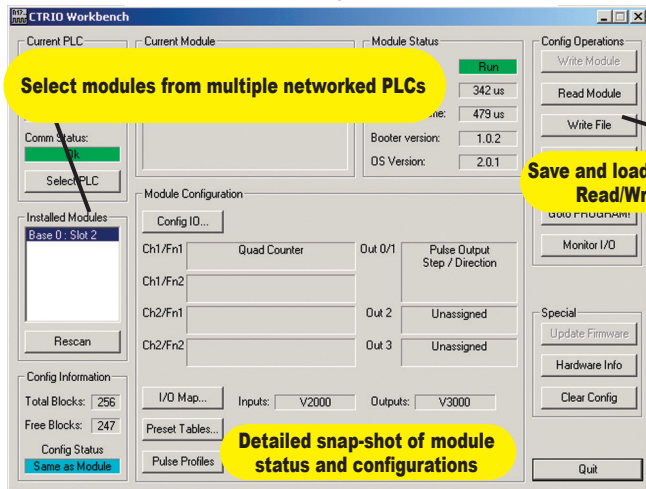 CTRIO Workbench
Current PLC
Current Module
Module Status
Config Operations
Run
Write Module
Select modules from multiple networked PLCs
342 us
Read Module
479 us
Write File
Comm Status:
Ok
Booter version: 1.0.2
OS Version: 2.0.1
Select PLC
Save and load
Read/Wr
Goto PROGRAM!
Monitor I/O
Module Configuration
Config IO...
Installed Modules
Base 0 : Slot 2
Ch1/Fn1 Quad Counter Out 0/1 Pulse Output
Step / Direction
Ch1/Fn2
Ch2/Fn1 Out 2 Unassigned
Ch2/Fn2 Out 3 Unassigned
Rescan
Special
Update Firmware
Hardware Info
Clear Config
Config Information
Total Blocks: 256
Free Blocks: 247
Config Status
Same as Module
I/O Map... Inputs: V2000 Outputs: V3000
Preset Tables...
Pulse Profiles
Detailed snap-shot of module
status and configurations
Quit